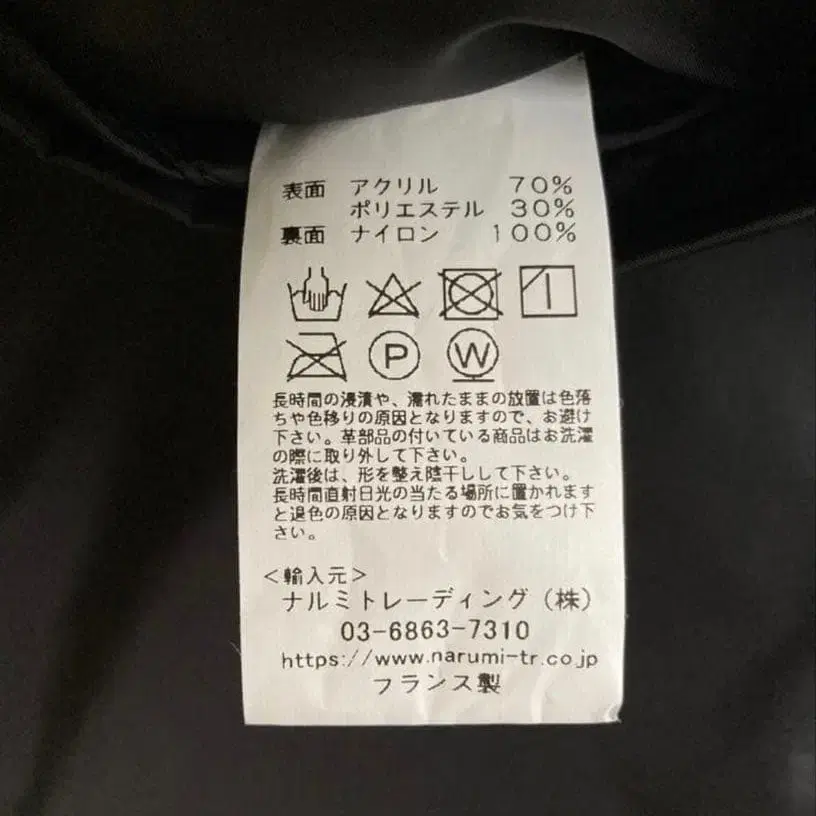 表面 アクリル 70%
ポリエステル 30%
裏面 ナイロン 100%
P W
長時間の浸漬や、濡れたままの放置は色落
ちや色移りの原因となりますので、お避け
下さい。革部品の付いている商品はお洗濯
の際に取り外して下さい。
洗濯後は、形を整え陰干しして下さい。
長時間直射日光の当たる場所に置かれます
と退色の原因となりますのでお気をつけ下
さい。
<輸入元>
ナルミトレーディング(株)
03-6863-7310
https://www.narumi-tr.co.jp
フランス製